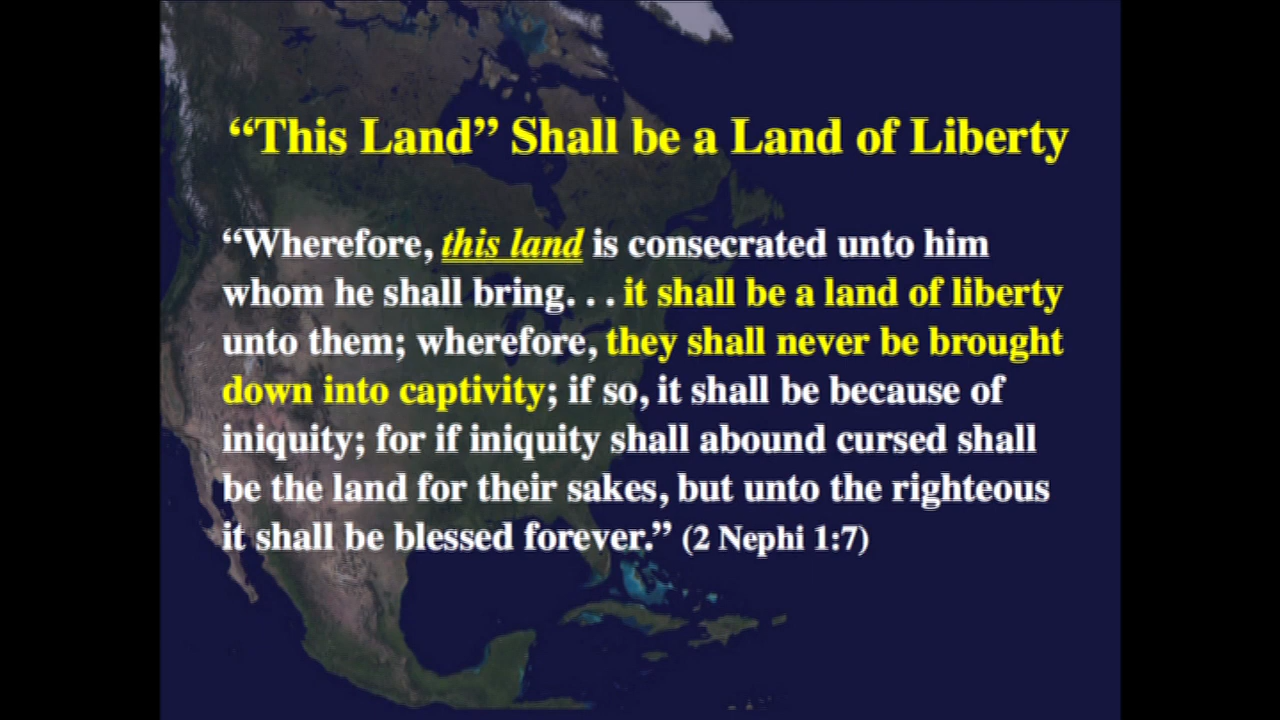 “This Land” Shall be a Land of Liberty
“Wherefore, this land is consecrated unto him
whom he shall bring. . . it shall be a land of liberty
unto them; wherefore, they shall never be brought
down into captivity; if so, it shall be because of
iniquity; for if iniquity shall abound cursed shall
be the land for their sakes, but unto the righteous
it shall be blessed forever.” (2 Nephi 1:7)